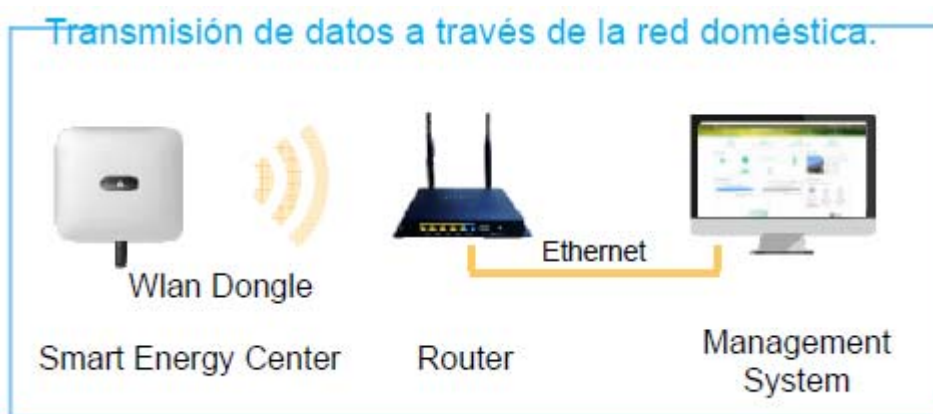 Transmisión de datos a través de la red doméstica.
Ethernet
Wlan Dongle
Smart Energy Center
Router
Management
System